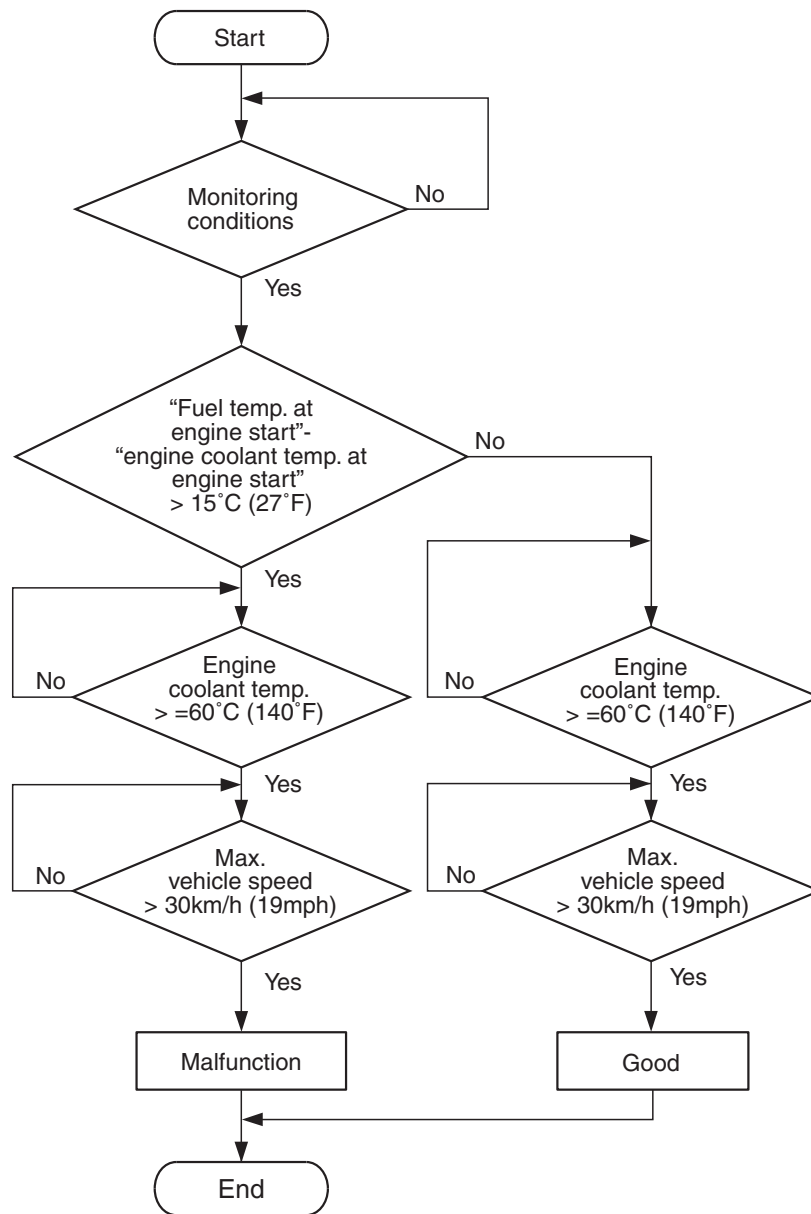 Start
Monitoring
conditions
No
Yes
“Fuel temp. at
engine start”-
“engine coolant temp. at
engine start”
> 15˚C (27˚F)
No
Yes
Engine
coolant temp.
> =60˚C (140˚F)
No
Yes
Max.
vehicle speed
> 30km/h (19mph)
No
Yes
Malfunction
Engine
coolant temp.
> =60˚C (140˚F)
No
Yes
Max.
vehicle speed
> 30km/h (19mph)
No
Yes
Good
End